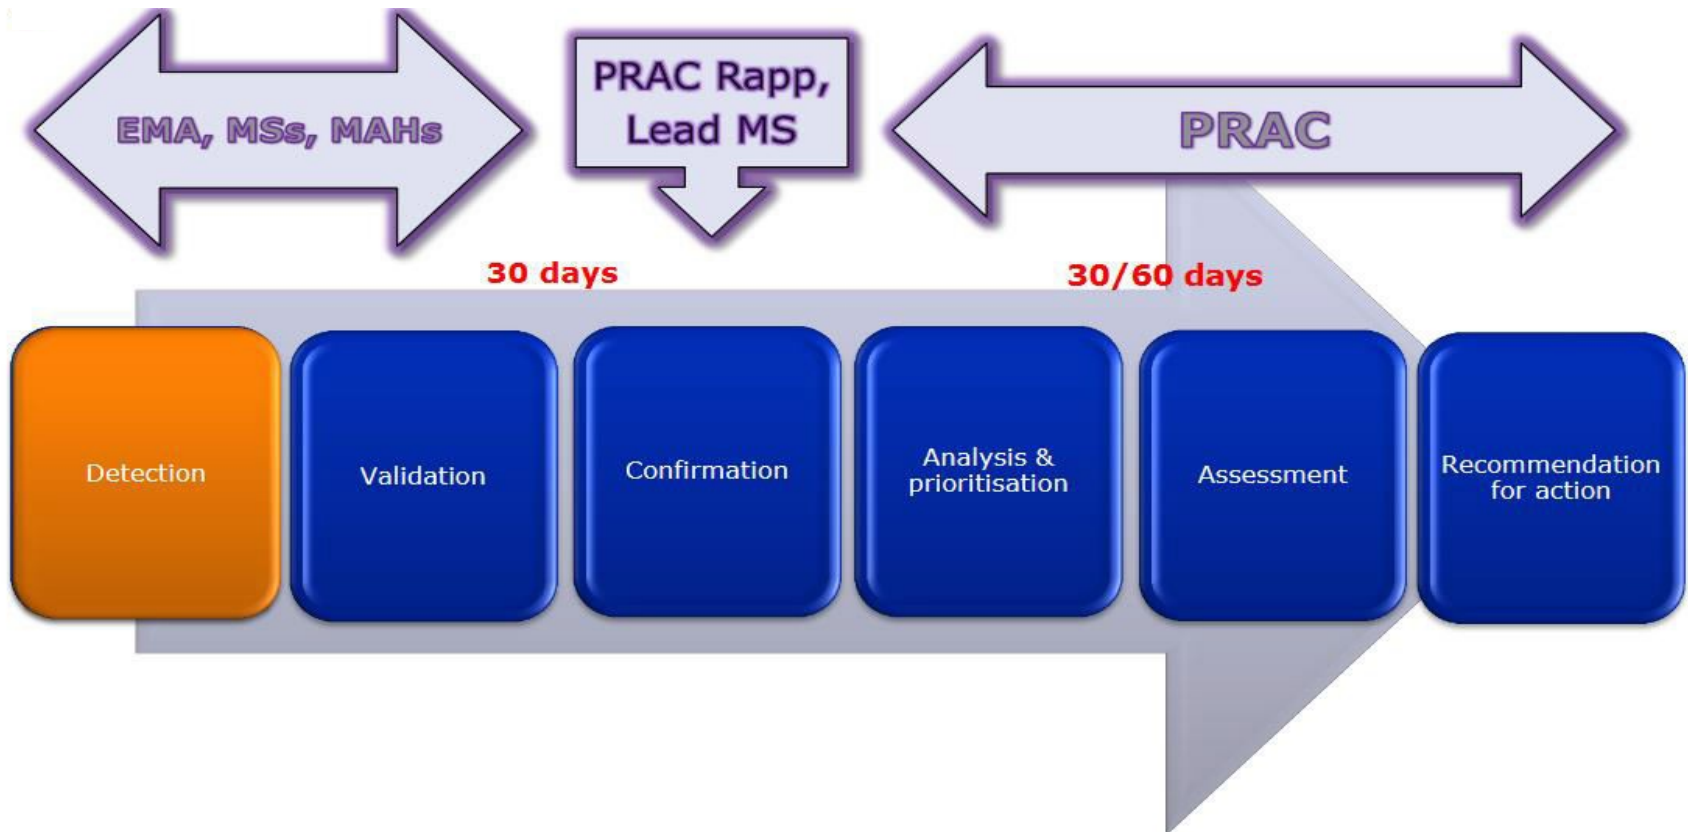 EMA, MSs, MAHs
PRAC Rapp,
Lead MS
PRAC
30 days
30/60 days
Detection
Validation
Confirmation
Analysis &
prioritisation
Assessment
Recommendation
for action